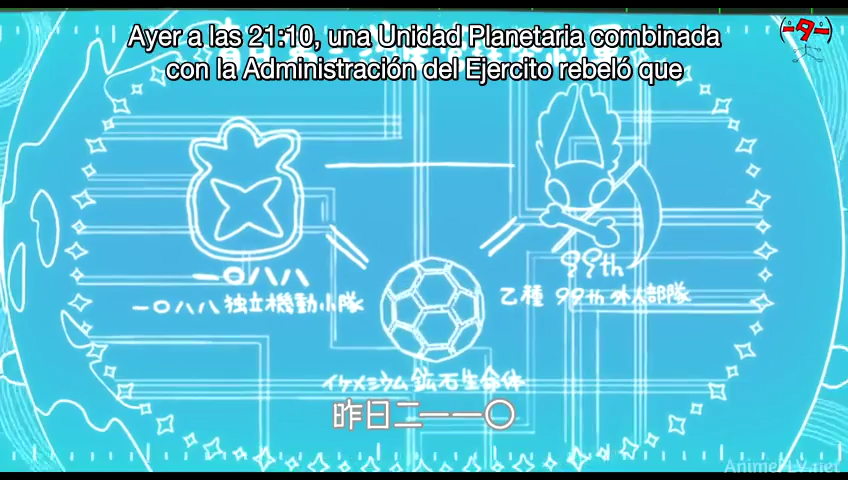 Ayer a las 21:10, una Unidad Planetaria combinada
con la Administración del Ejercito rebeló que
一〇八八
99th
一〇八八独立機動小隊
乙種 99th 外人部隊
イケメジウム鉱石生命体
昨日二一一〇
AnimeFLV.net